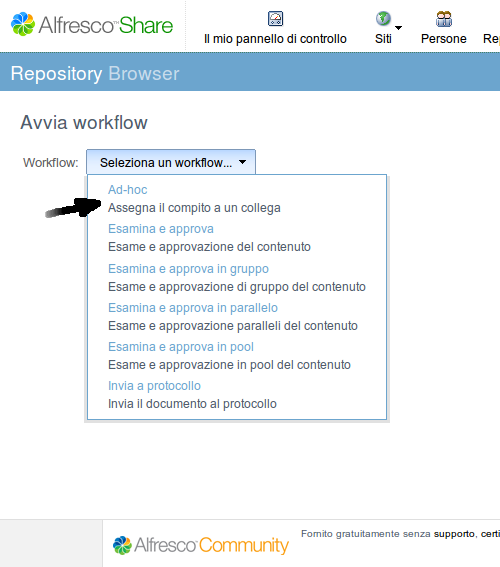 Alfresco™ Share
Il mio pannello di controllo
Siti
Persone
Repository Browser
Avvia workflow
Workflow: Seleziona un workflow...
Ad-hoc
Assegna il compito a un collega
Esamina e approva
Esame e approvazione del contenuto
Esamina e approva in gruppo
Esame e approvazione di gruppo del contenuto
Esamina e approva in parallelo
Esame e approvazione paralleli del contenuto
Esamina e approva in pool
Esame e approvazione in pool del contenuto
Invia a protocollo
Invia il documento al protocollo
Alfresco™ Community
Fornito gratuitamente senza supporto, certi